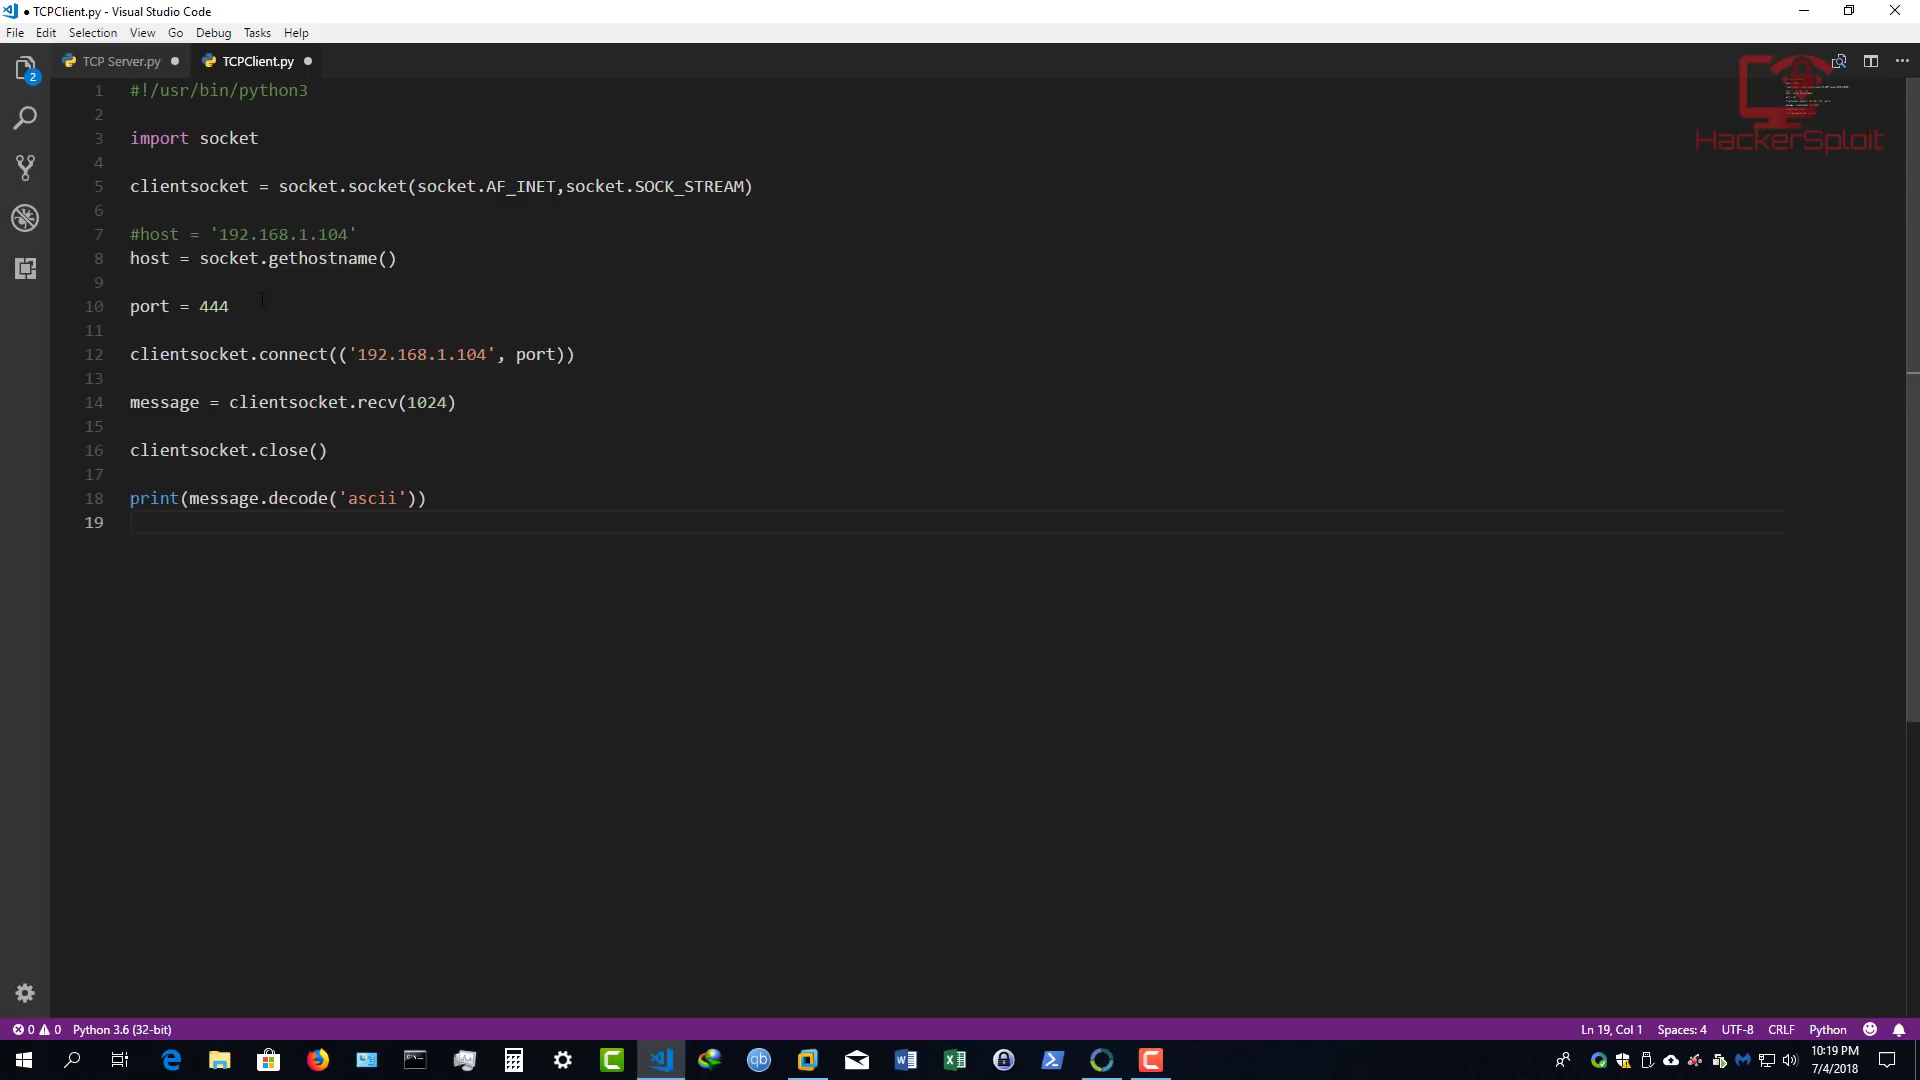 ● TCPClient.py - Visual Studio Code
File Edit Selection View Go Debug Tasks Help
2
TCP Server.py ● TCPClient.py ●
HackerSploit
1 #!/usr/bin/python3
2
3 import socket
4
5 clientsocket = socket.socket(socket.AF_INET,socket.SOCK_STREAM)
6
7 #host = '192.168.1.104'
8 host = socket.gethostname()
9
10 port = 444
11
12 clientsocket.connect(('192.168.1.104', port))
13
14 message = clientsocket.recv(1024)
15
16 clientsocket.close()
17
18 print(message.decode('ascii'))
19
0 0 Python 3.6 (32-bit) Ln 19, Col 1 Spaces: 4 UTF-8 CRLF Python
qb
10:19 PM
7/4/2018